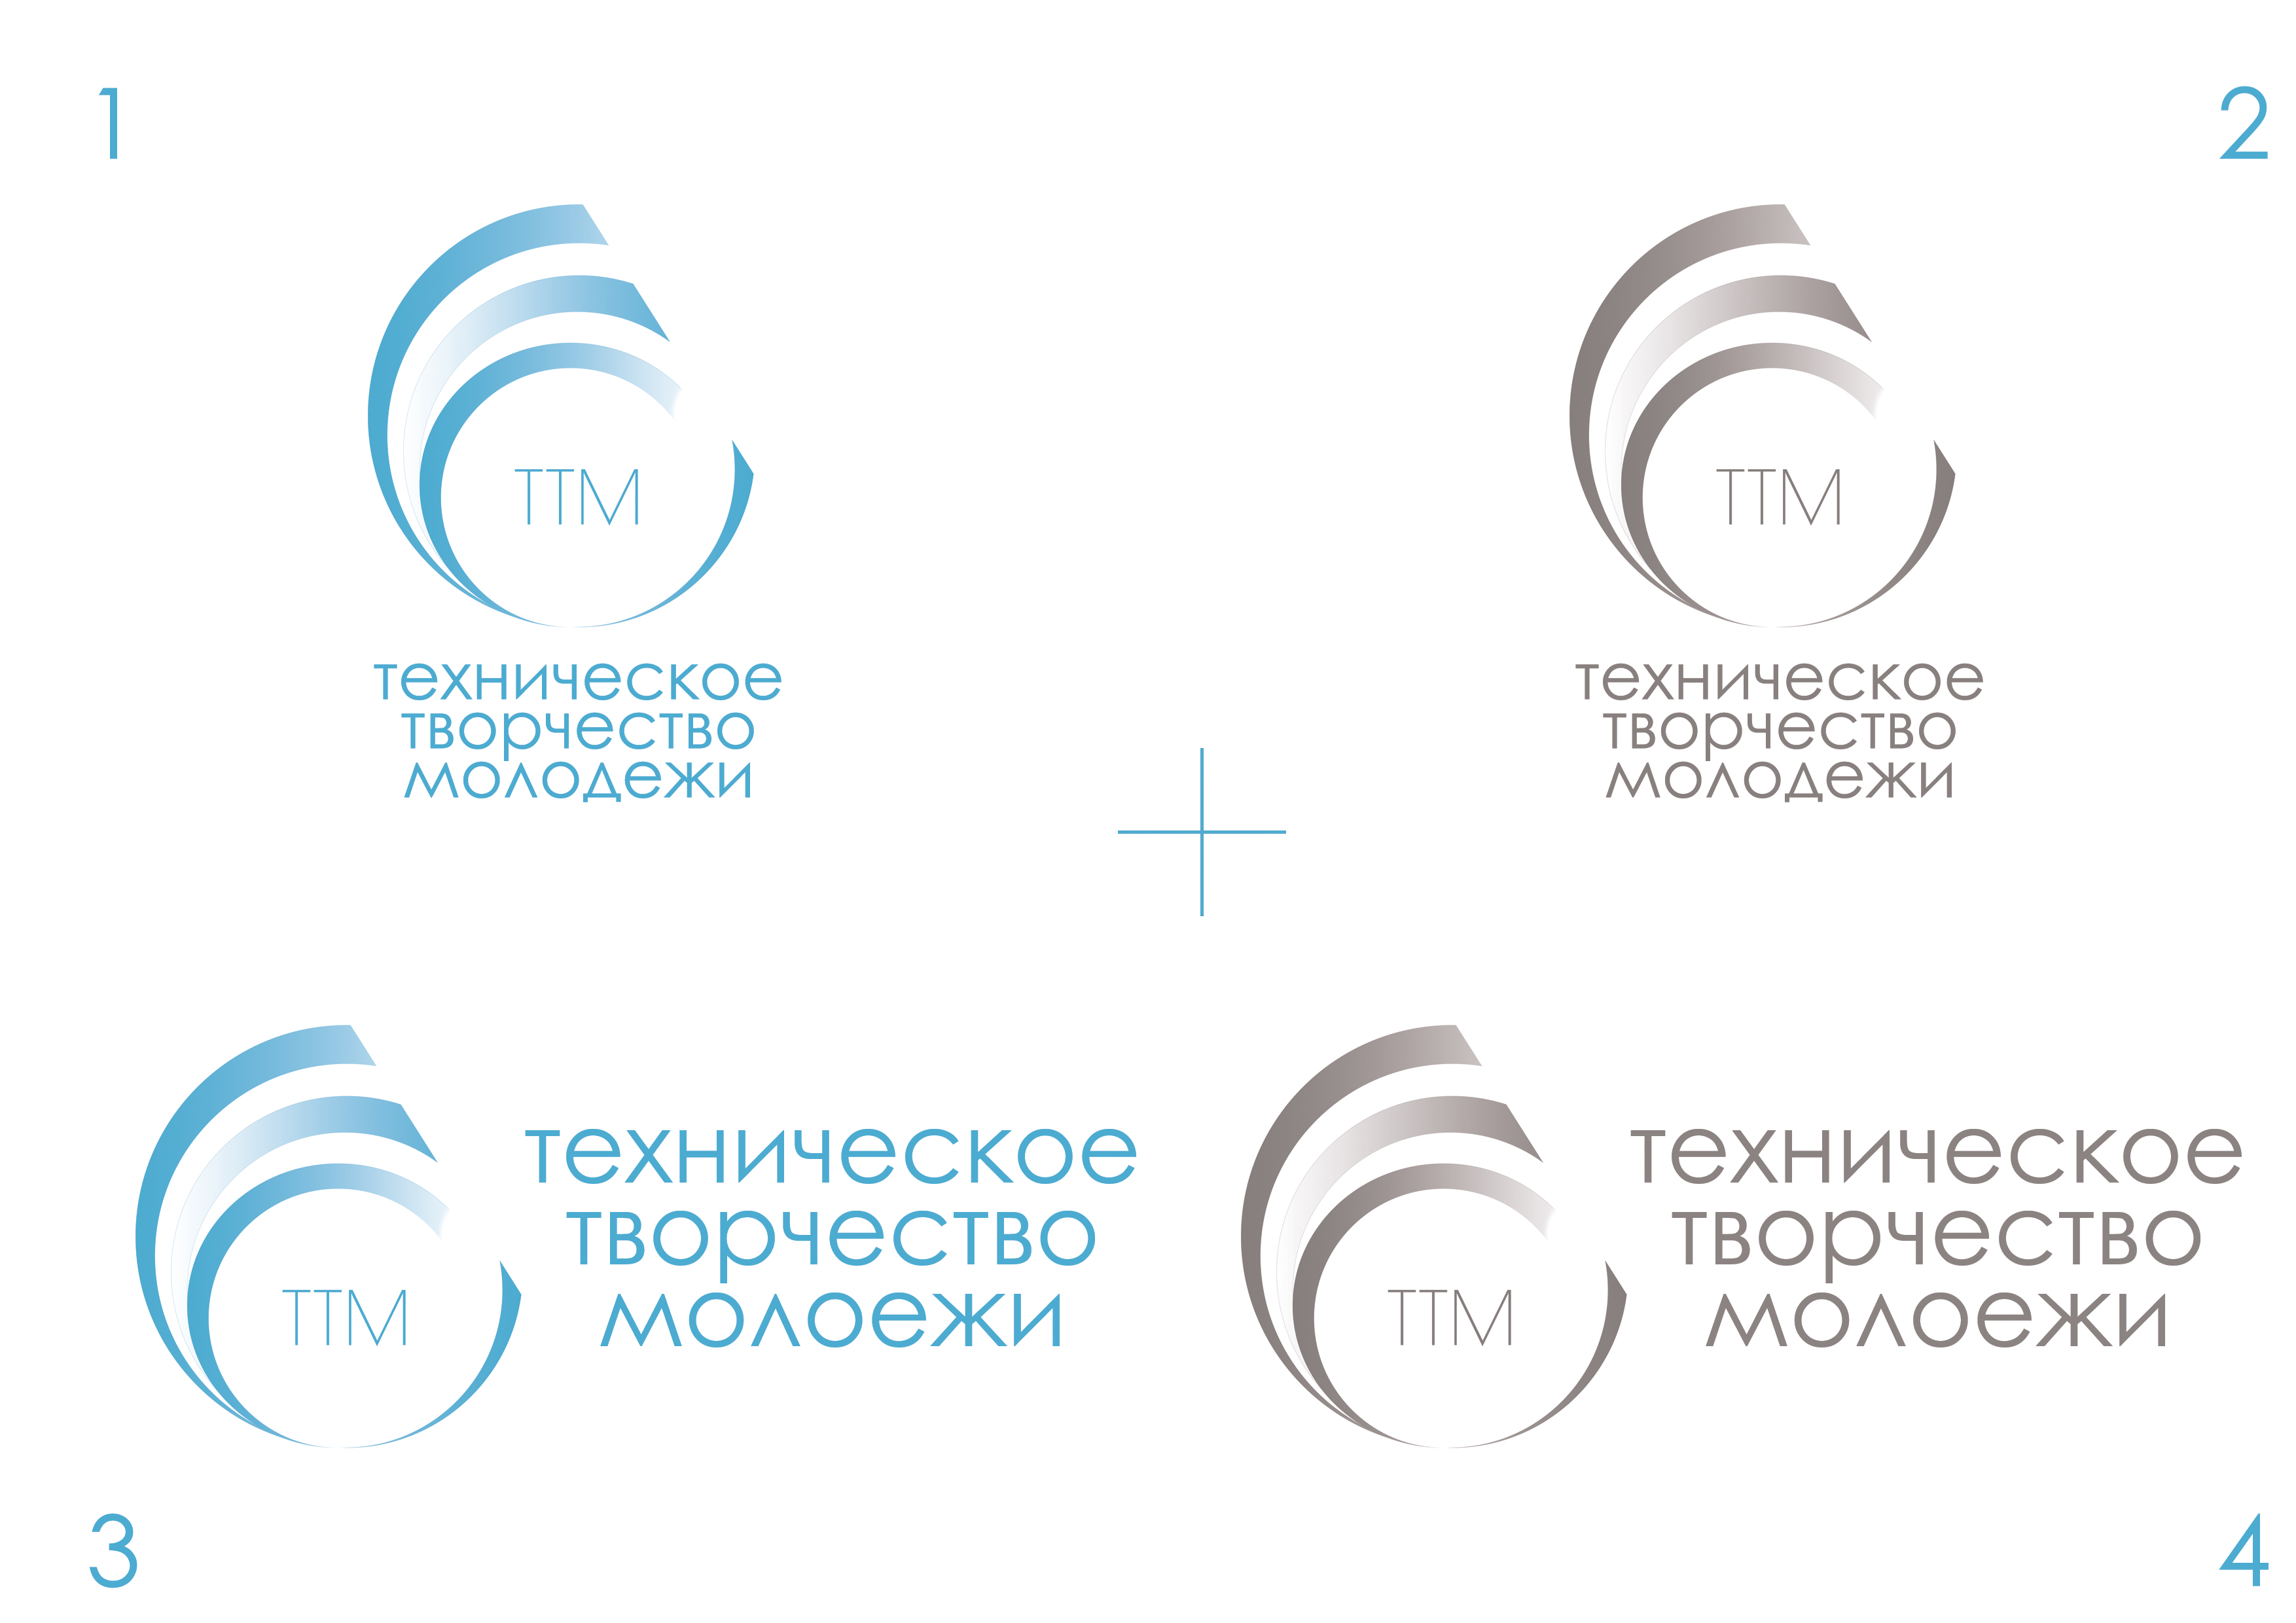 1
2
ТТМ
техническое
творчество
молодежи
ТТМ
техническое
творчество
молодежи
ТТМ
техническое
творчество
молоежи
ТТМ
техническое
творчество
молоежи
3
4